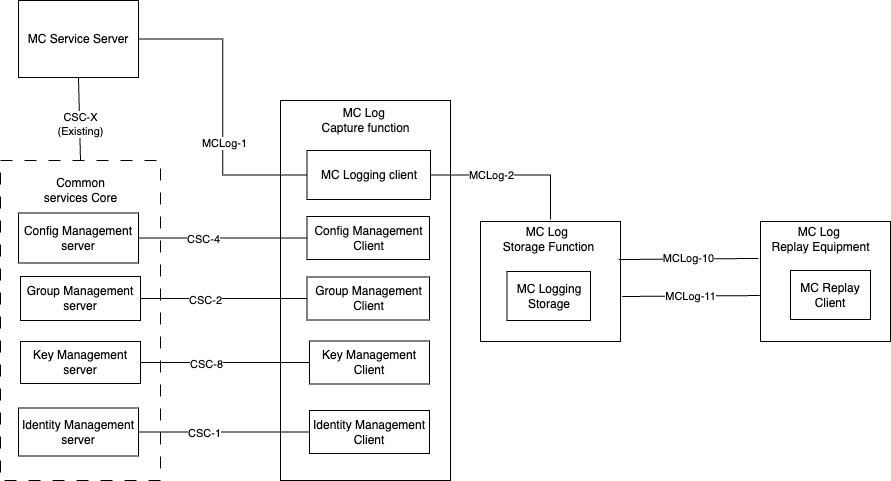 MC Service Server
CSC-X
(Existing)
MCLog-1
MC Log
Capture function
MC Logging client
MCLog-2
Common
services Core
Config Management
server
CSC-4
Config Management
Client
Group Management
server
CSC-2
Group Management
Client
Key Management
server
CSC-8
Key Management
Client
Identity Management
server
CSC-1
Identity Management
Client
MC Log
Storage Function
MC Logging
Storage
MCLog-10
MCLog-11
MC Log
Replay Equipment
MC Replay
Client